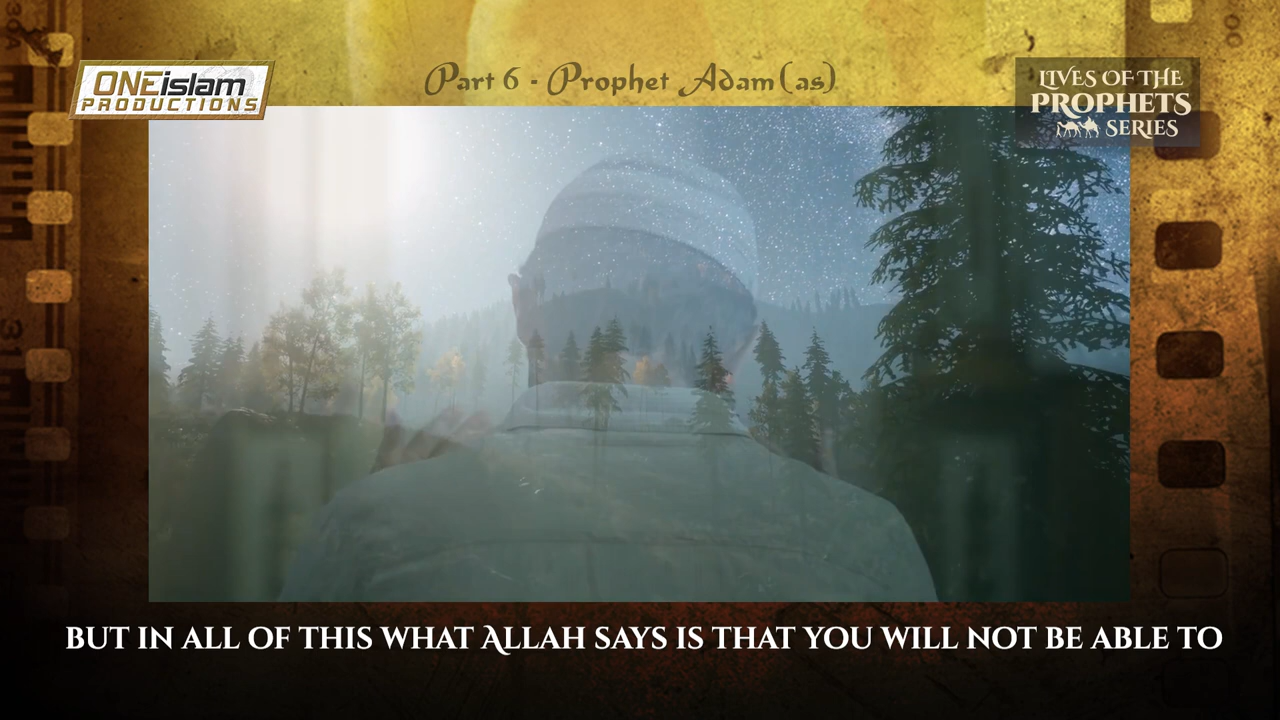 ONEislam
PRODUCTIONS
Part 6 - Prophet Adam (as)
LIVES OF THE
PROPHETS
SERIES
BUT IN ALL OF THIS WHAT ALLAH SAYS IS THAT YOU WILL NOT BE ABLE TO